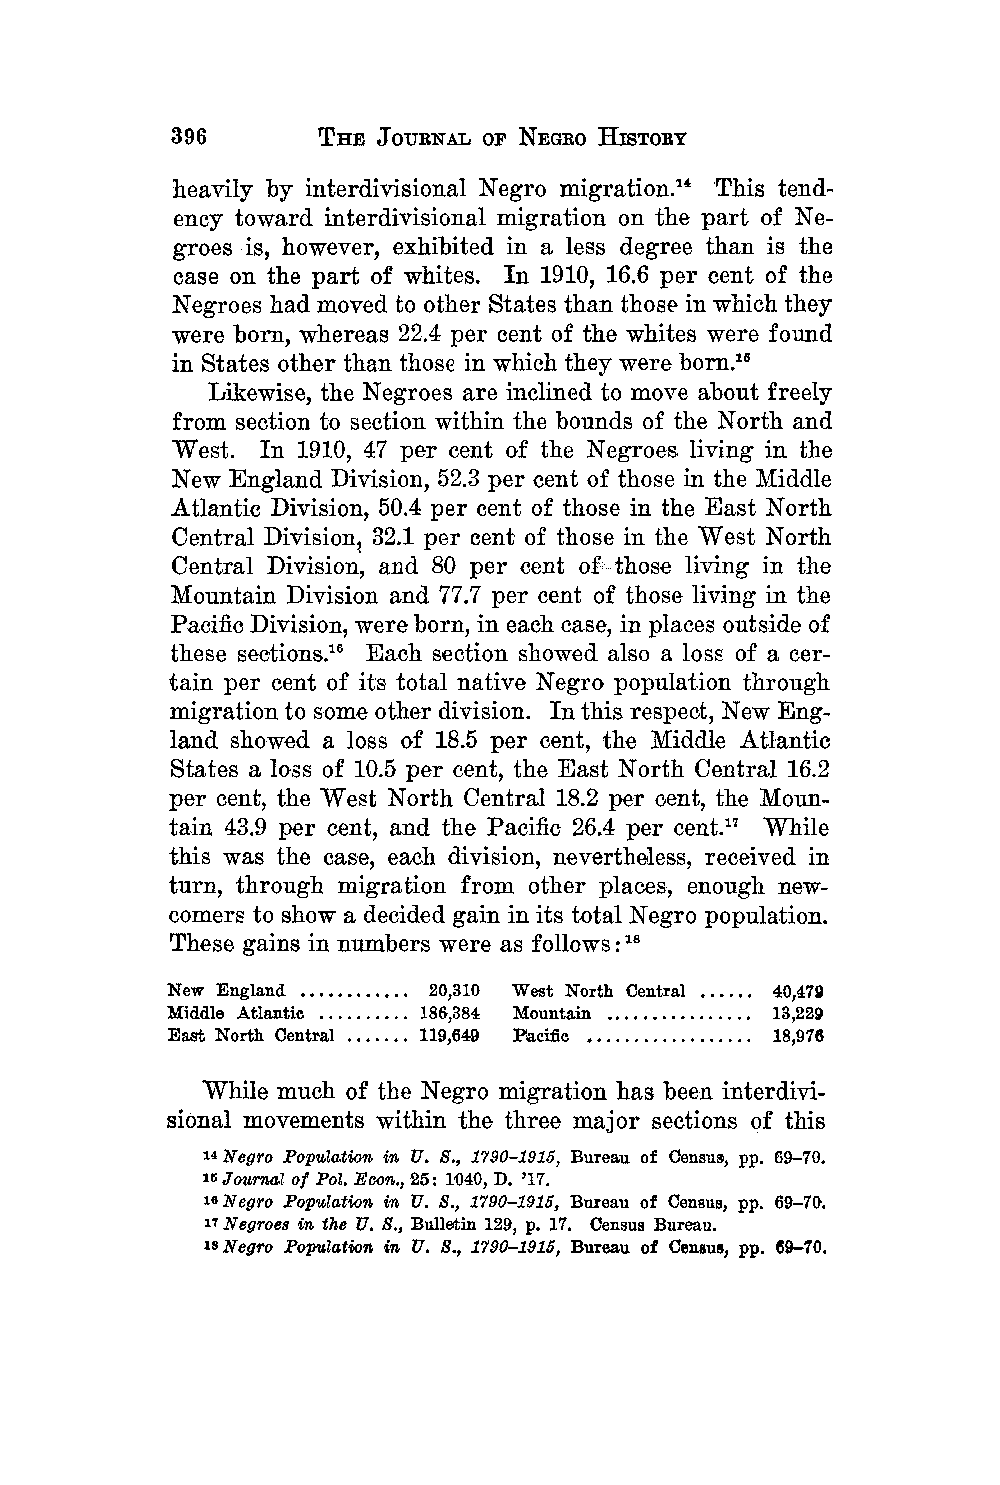 396 THE JOURNAL OF NEGRO HISTORY
heavily by interdivisional Negro migration.¹⁴ This tend-
ency toward interdivisional migration on the part of Ne-
groes is, however, exhibited in a less degree than is the
case on the part of whites. In 1910, 16.6 per cent of the
Negroes had moved to other States than those in which they
were born, whereas 22.4 per cent of the whites were found
in States other than those in which they were born.¹⁵
Likewise, the Negroes are inclined to move about freely
from section to section within the bounds of the North and
West. In 1910, 47 per cent of the Negroes living in the
New England Division, 52.3 per cent of those in the Middle
Atlantic Division, 50.4 per cent of those in the East North
Central Division, 32.1 per cent of those in the West North
Central Division, and 80 per cent of those living in the
Mountain Division and 77.7 per cent of those living in the
Pacific Division, were born, in each case, in places outside of
these sections.¹⁶ Each section showed also a loss of a cer-
tain per cent of its total native Negro population through
migration to some other division. In this respect, New Eng-
land showed a loss of 18.5 per cent, the Middle Atlantic
States a loss of 10.5 per cent, the East North Central 16.2
per cent, the West North Central 18.2 per cent, the Moun-
tain 43.9 per cent, and the Pacific 26.4 per cent.¹⁷ While
this was the case, each division, nevertheless, received in
turn, through migration from other places, enough new-
comers to show a decided gain in its total Negro population.
These gains in numbers were as follows:¹⁸
New England ............ 20,310 West North Central ...... 40,479
Middle Atlantic .......... 186,384 Mountain ................ 13,229
East North Central ....... 119,649 Pacific .................. 18,976
While much of the Negro migration has been interdivi-
sional movements within the three major sections of this
¹⁴ Negro Population in U. S., 1790–1915, Bureau of Census, pp. 69–70.
¹⁵ Journal of Pol. Econ., 25: 1040, D. '17.
¹⁶ Negro Population in U. S., 1790–1915, Bureau of Census, pp. 69–70.
¹⁷ Negroes in the U. S., Bulletin 129, p. 17. Census Bureau.
¹⁸ Negro Population in U. S., 1790–1915, Bureau of Census, pp. 69–70.